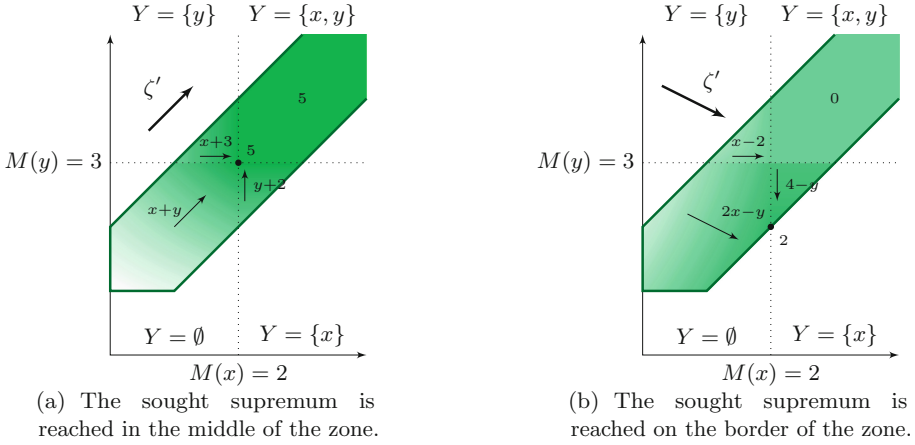 Y = {y} Y = {x, y}
ζ′
5
M(y) = 3
x+3
5
y+2
x+y
Y = ∅ Y = {x}
M(x) = 2
(a) The sought supremum is
reached in the middle of the zone.
Y = {y} Y = {x, y}
ζ′
0
M(y) = 3
x−2
4−y
2x−y
2
Y = ∅ Y = {x}
M(x) = 2
(b) The sought supremum is
reached on the border of the zone.